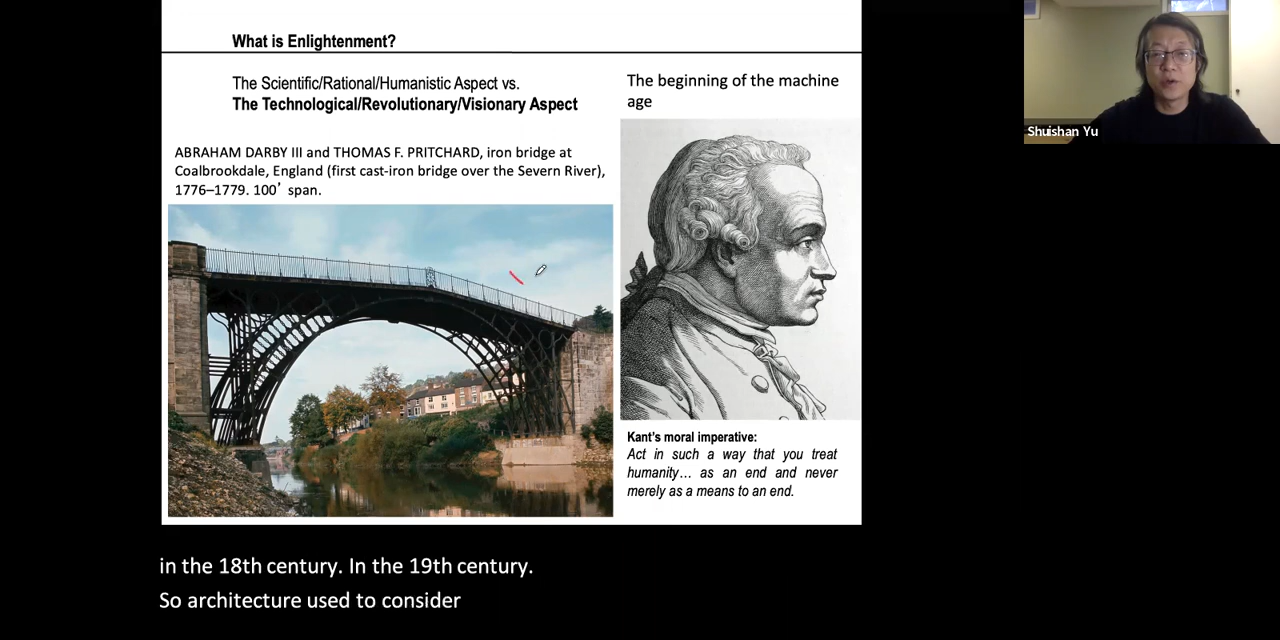 What is Enlightenment?
The Scientific/Rational/Humanistic Aspect vs.
The Technological/Revolutionary/Visionary Aspect
The beginning of the machine
age
ABRAHAM DARBY III and THOMAS F. PRITCHARD, iron bridge at
Coalbrookdale, England (first cast-iron bridge over the Severn River),
1776–1779. 100' span.
Kant's moral imperative:
Act in such a way that you treat
humanity… as an end and never
merely as a means to an end.
Shuishan Yu
in the 18th century. In the 19th century.
So architecture used to consider